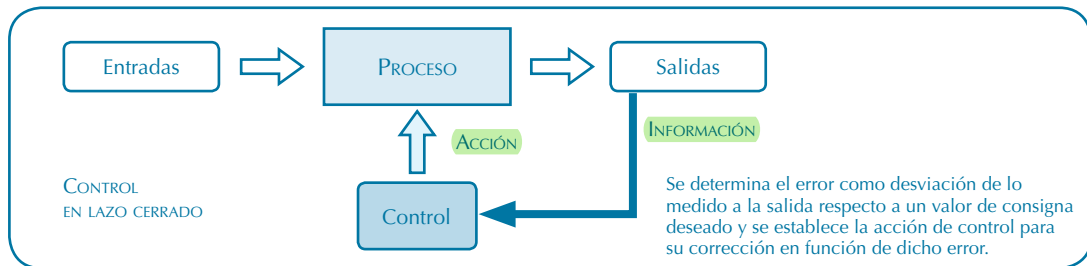 Entradas
PROCESO
Salidas
ACCIÓN
INFORMACIÓN
CONTROL
EN LAZO CERRADO
Control
Se determina el error como desviación de lo
medido a la salida respecto a un valor de consigna
deseado y se establece la acción de control para
su corrección en función de dicho error.